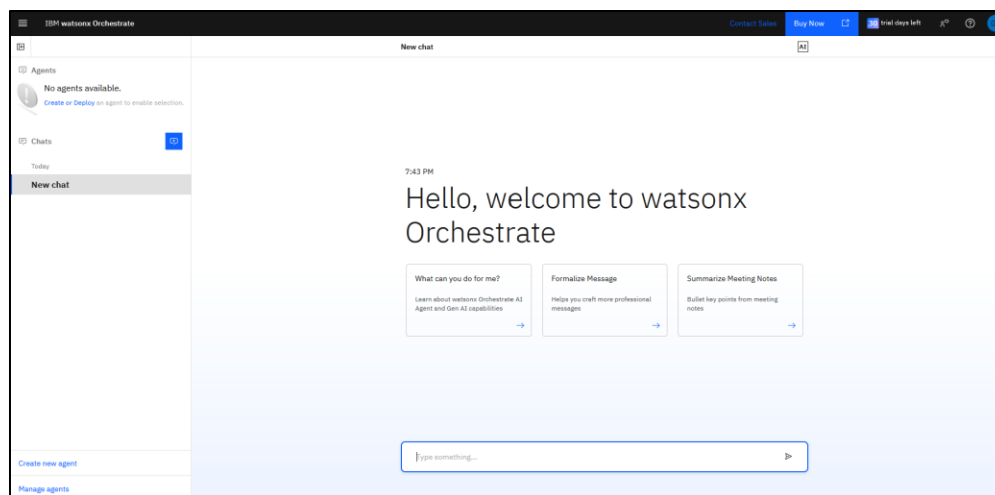 IBM watsonx Orchestrate
Contact Sales
Buy Now
30 trial days left
New chat
AI
Agents
No agents available.
Create or Deploy an agent to enable selection.
Chats
Today
New chat
7:43 PM
Hello, welcome to watsonx
Orchestrate
What can you do for me?
Learn about watsonx Orchestrate AI
Agent and Gen AI capabilities
Formalize Message
Helps you craft more professional
messages
Summarize Meeting Notes
Bullet key points from meeting
notes
Type something...
Create new agent
Manage agents